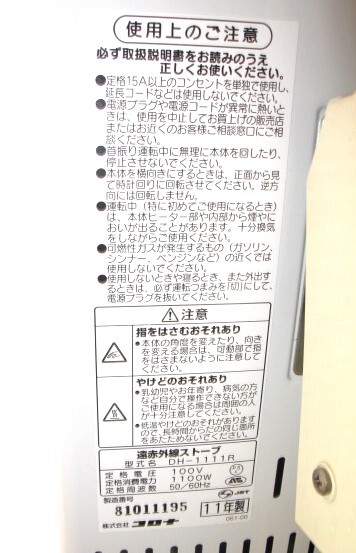 使用上のご注意
必ず取扱説明書をお読みのうえ
正しくお使いください。
●定格15A以上のコンセントを単独で使用し、
延長コードなどは使用しないでください。
●電源プラグや電源コードが異常に熱いと
きは、使用を中止してお買上げの販売店
またはお近くのお客様ご相談窓口にご相
談ください。
●首振り運転中に無理に本体を回したり、
停止させないでください。
●本体を横向きにするときは、正面から見
て時計回りに回転させてください。逆方
向には回転しません。
●運転中（特に初めてご使用になるとき）
は、本体ヒーター部や内部から煙やに
おいが出ることがあります。十分換気
をしながらご使用ください。
●可燃性ガスが発生するもの（ガソリン、
シンナー、ベンジンなど）の近くでは
使用しないでください。
●使用しないときや寝るとき、また外出す
るときは、必ず運転つまみを「切」にして、
電源プラグを抜いてください。
⚠注意
指をはさむおそれあり
●本体の角度を変えたり、向き
を変える場合は、可動部で指
をはさまないように注意して
ください。
やけどのおそれあり
●乳幼児やお年寄り、病気の方
など自分で操作できない方が
ご使用になる場合は周囲の人
が十分注意してください。
●低温やけどのおそれがあります
ので、長時間からだの同じ箇所を
あたためないでください。
遠赤外線ストーブ
型式名 DH-1111R
定格電圧 100V
定格消費電力 1100W
定格周波数 50/60Hz
JET
製造番号
81011195
11年製
株式会社 コロナ
061-00